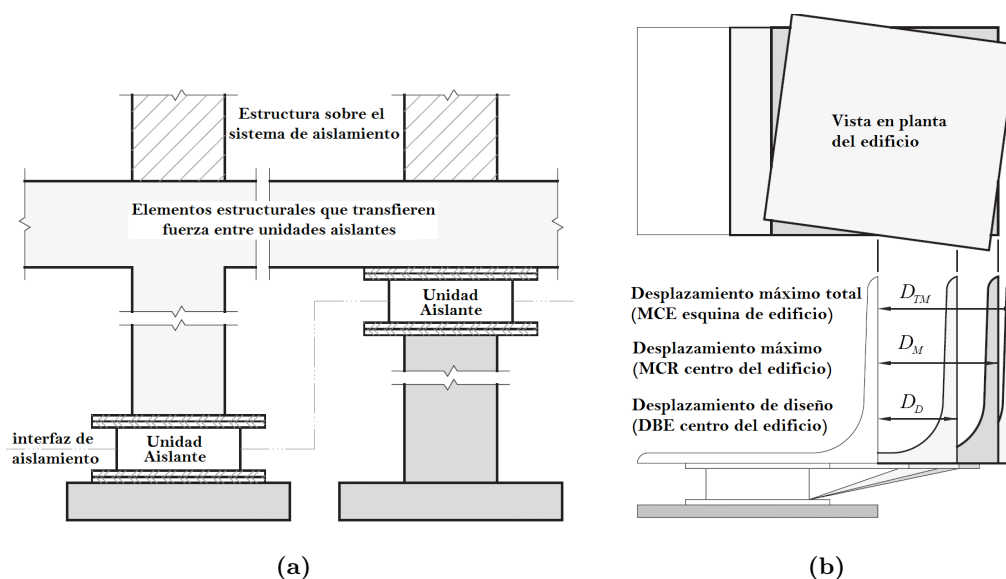 Estructura sobre el
sistema de aislamiento
Elementos estructurales que transfieren
fuerza entre unidades aislantes
Unidad
Aislante
interfaz de
aislamiento
Unidad
Aislante
(a)
Vista en planta
del edificio
Desplazamiento máximo total
(MCE esquina de edificio)
D_TM
Desplazamiento máximo
(MCR centro del edificio)
D_M
Desplazamiento de diseño
(DBE centro del edificio)
D_D
(b)